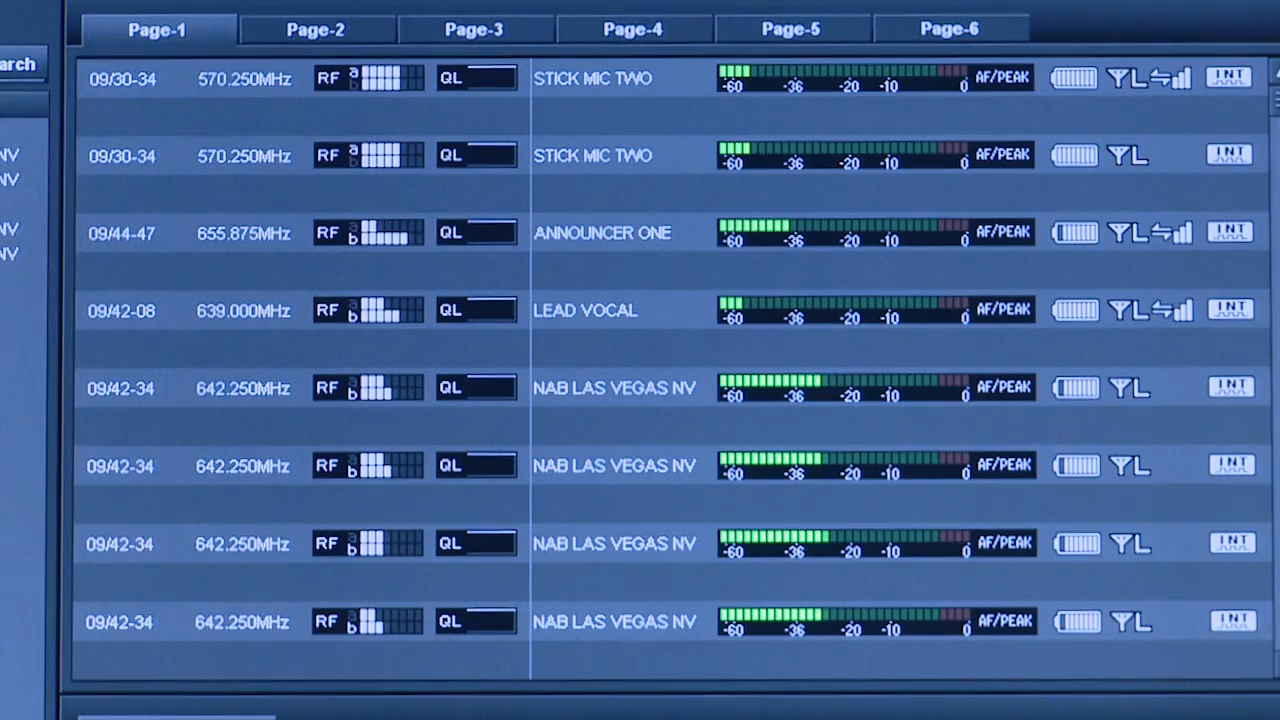 Page-1 Page-2 Page-3 Page-4 Page-5 Page-6
arch
09/30-34 570.250MHz RF a b QL STICK MIC TWO -60 -36 -20 -10 0 AF/PEAK L INT
NV
09/30-34 570.250MHz RF a b QL STICK MIC TWO -60 -36 -20 -10 0 AF/PEAK L INT
NV
NV
09/44-47 655.875MHz RF a b QL ANNOUNCER ONE -60 -36 -20 -10 0 AF/PEAK L INT
NV
09/42-08 639.000MHz RF a b QL LEAD VOCAL -60 -36 -20 -10 0 AF/PEAK L INT
09/42-34 642.250MHz RF a b QL NAB LAS VEGAS NV -60 -36 -20 -10 0 AF/PEAK L INT
09/42-34 642.250MHz RF a b QL NAB LAS VEGAS NV -60 -36 -20 -10 0 AF/PEAK L INT
09/42-34 642.250MHz RF a b QL NAB LAS VEGAS NV -60 -36 -20 -10 0 AF/PEAK L INT
09/42-34 642.250MHz RF a b QL NAB LAS VEGAS NV -60 -36 -20 -10 0 AF/PEAK L INT